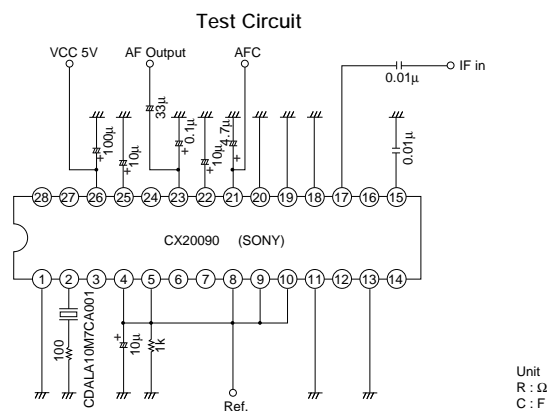 Test Circuit
VCC 5V
AF Output
AFC
0.01µ
IF in
33µ
100µ
10µ
0.1µ
10µ
4.7µ
0.01µ
28 27 26 25 24 23 22 21 20 19 18 17 16 15
CX20090 (SONY)
1 2 3 4 5 6 7 8 9 10 11 12 13 14
CDALA10M7CA001
100
10µ
1k
Ref.
Unit
R : Ω
C : F